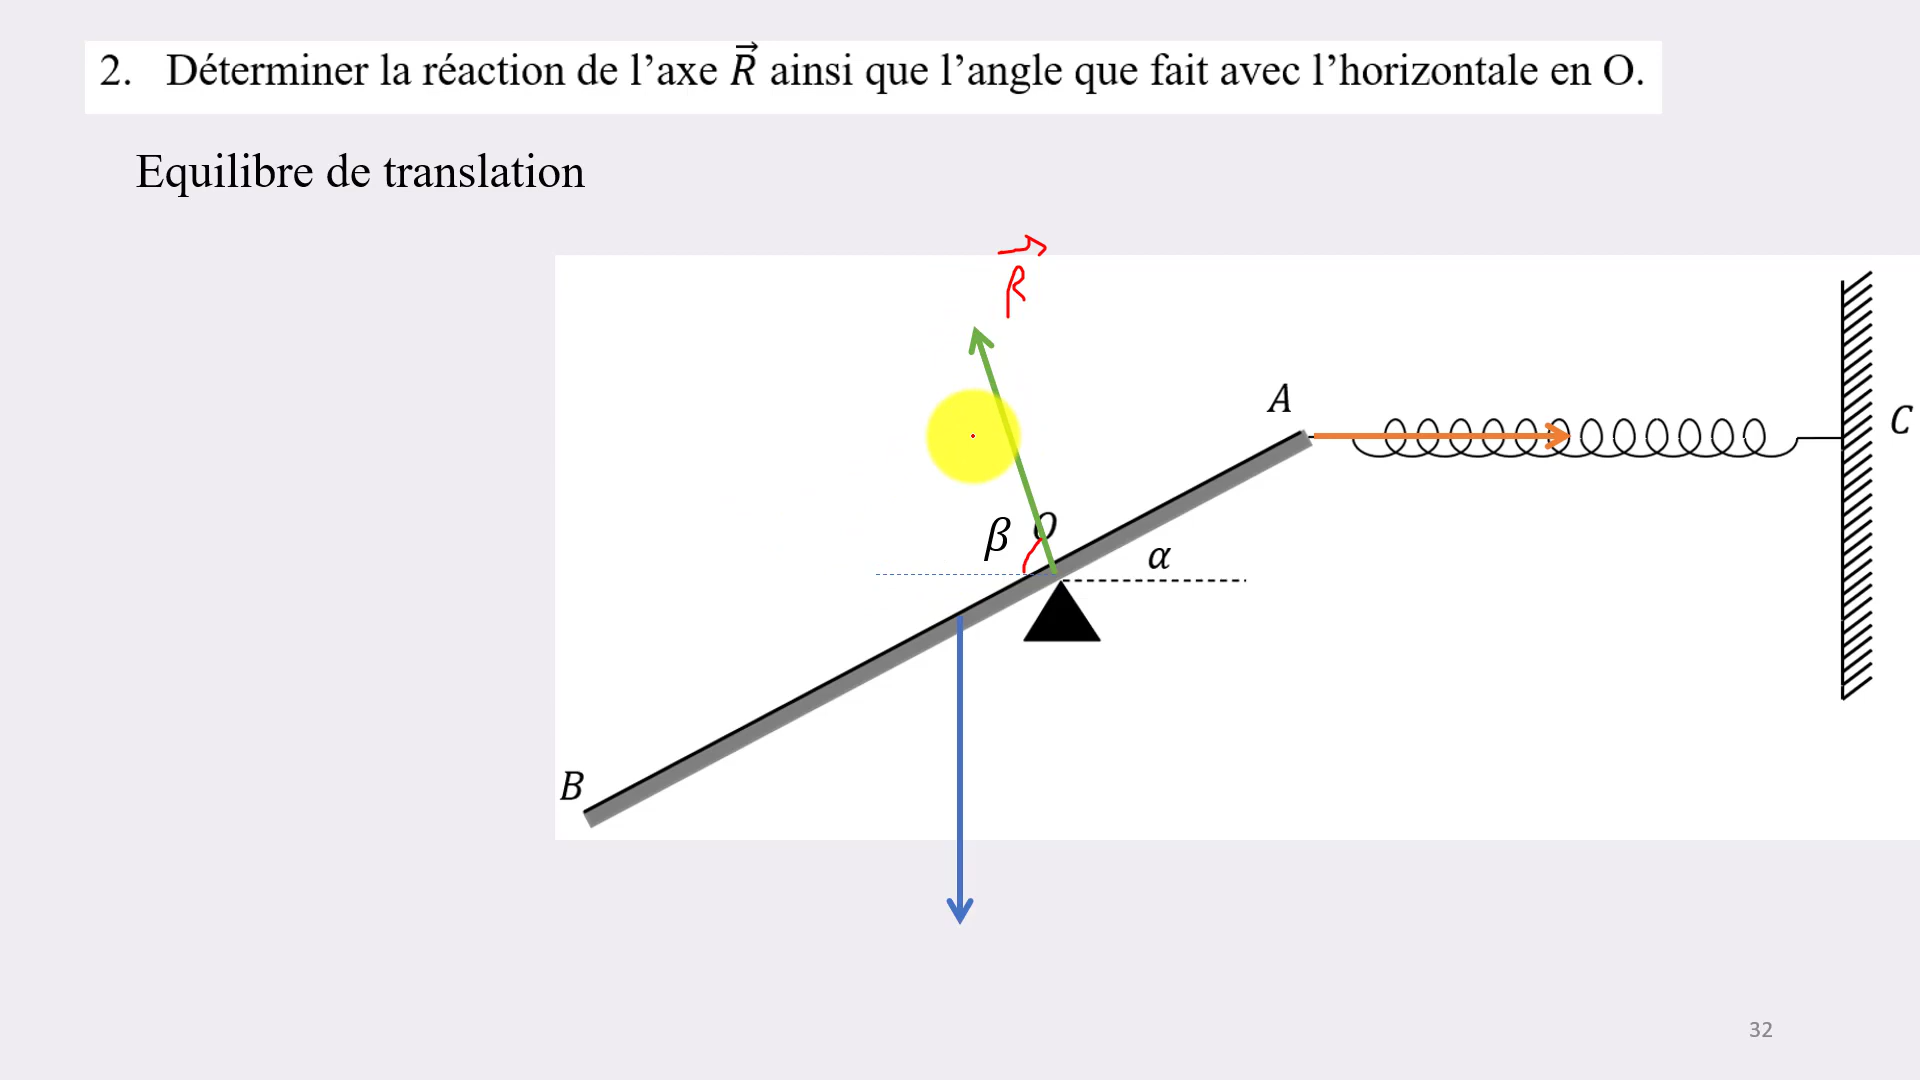 2. Déterminer la réaction de l'axe R⃗ ainsi que l'angle que fait avec l'horizontale en O.
Equilibre de translation
R⃗
A
C
β
O
α
B
32